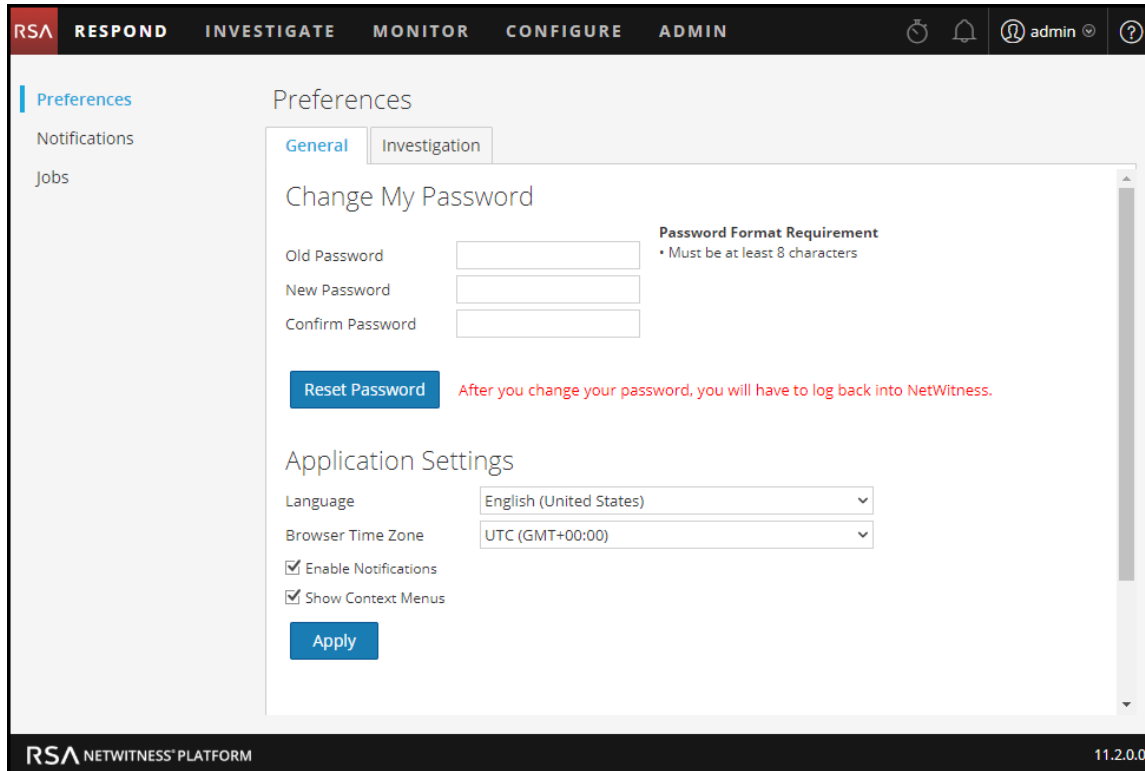 RSA RESPOND INVESTIGATE MONITOR CONFIGURE ADMIN admin ?
Preferences
Notifications
Jobs
Preferences
General Investigation
Change My Password
Password Format Requirement
• Must be at least 8 characters
Old Password
New Password
Confirm Password
Reset Password After you change your password, you will have to log back into NetWitness.
Application Settings
Language English (United States)
Browser Time Zone UTC (GMT+00:00)
Enable Notifications
Show Context Menus
Apply
RSA NETWITNESS® PLATFORM 11.2.0.0